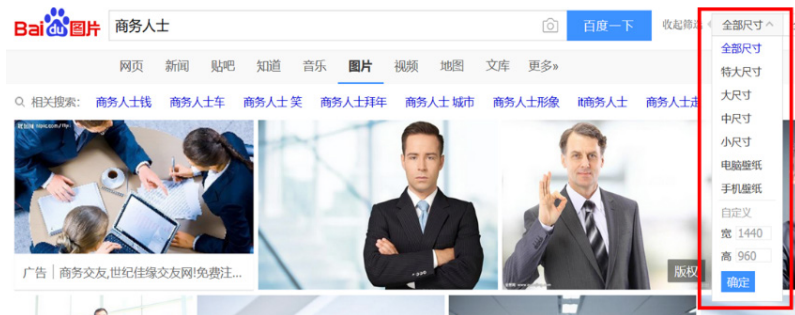 Bai du 图片 商务人士 百度一下 收起筛选 全部尺寸
网页 新闻 贴吧 知道 音乐 图片 视频 地图 文库 更多»
相关搜索: 商务人士钱 商务人士车 商务人士 笑 商务人士拜年 商务人士 城市 商务人士形象 it商务人士 商务人士走
全部尺寸
特大尺寸
大尺寸
中尺寸
小尺寸
电脑壁纸
手机壁纸
自定义
宽 1440
高 960
确定
广告 商务交友,世纪佳缘交友网!免费注...
版权